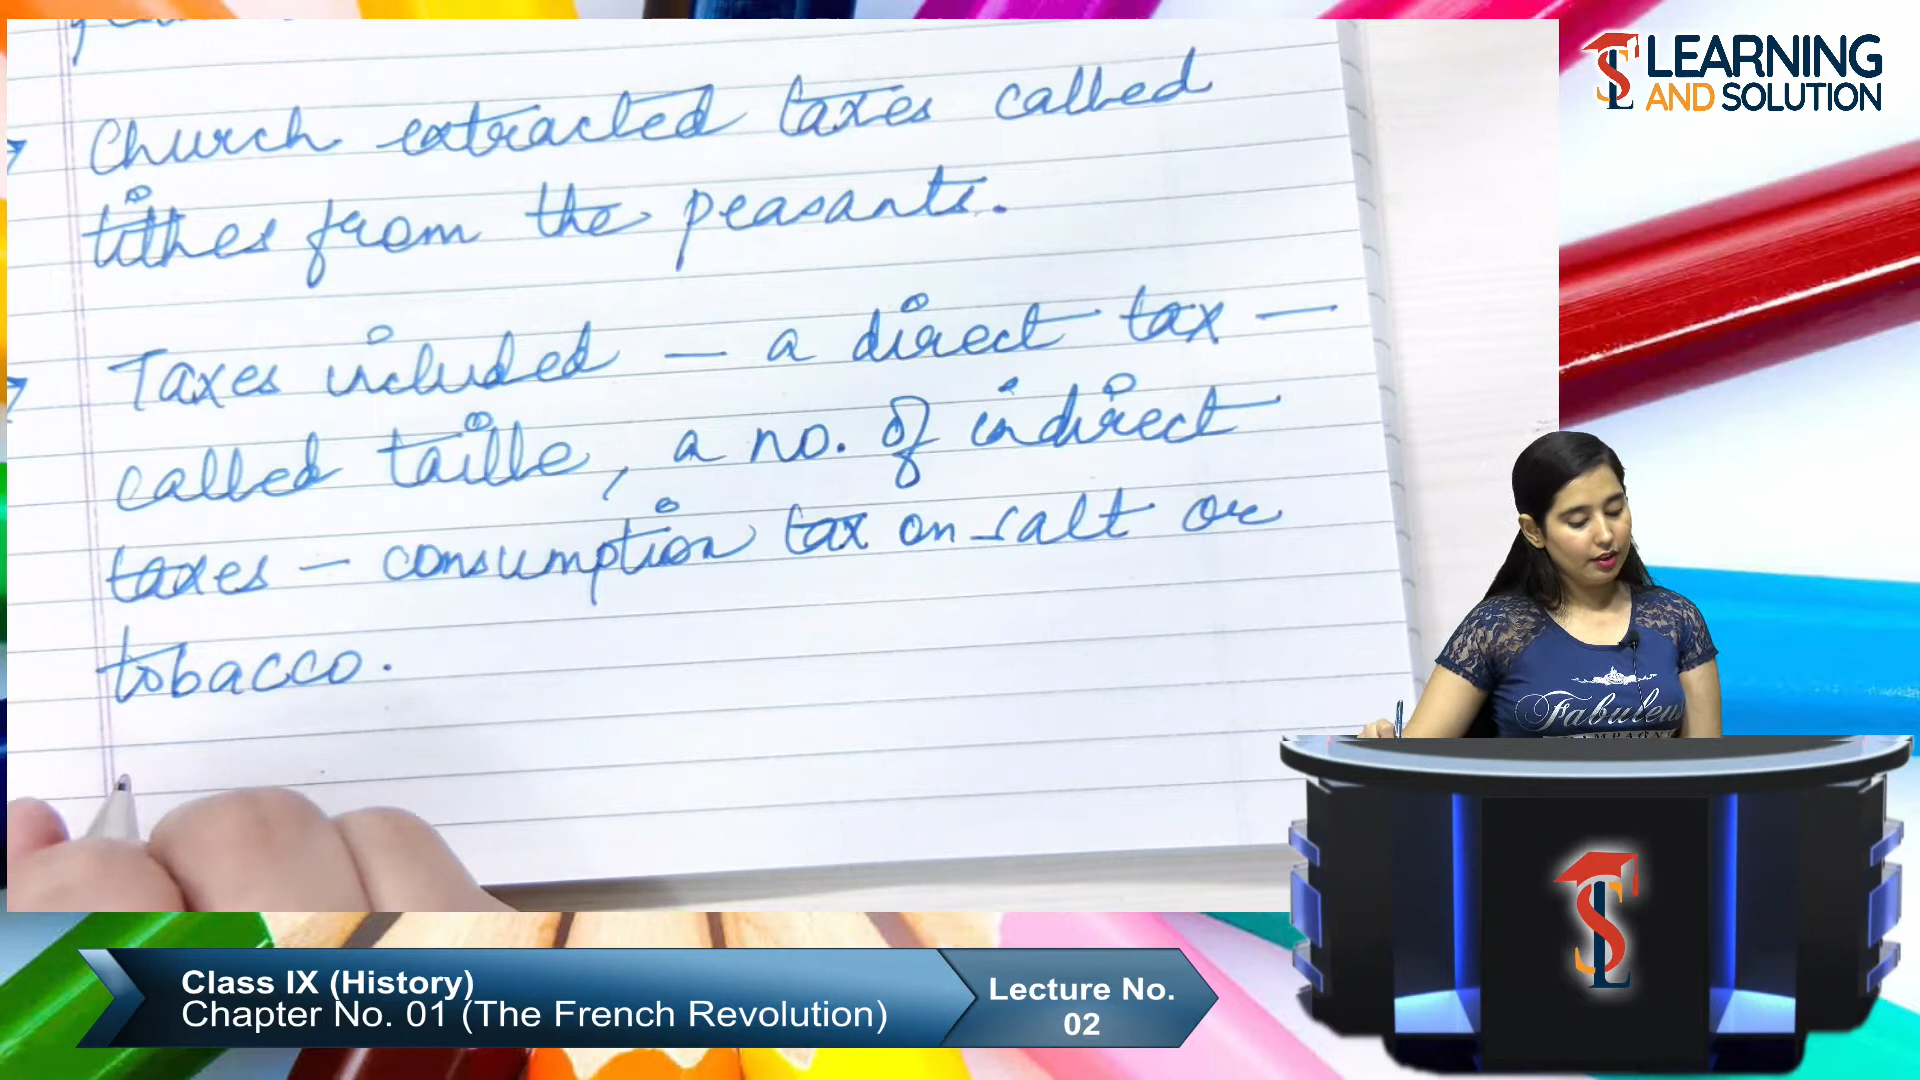 Church extracted taxes called
tithes from the peasants.
Taxes included — a direct tax —
called taille, a no. of indirect
taxes — consumption tax on salt or
tobacco.
LEARNING
AND SOLUTION
Fabulous
Class IX (History)
Chapter No. 01 (The French Revolution)
Lecture No.
02